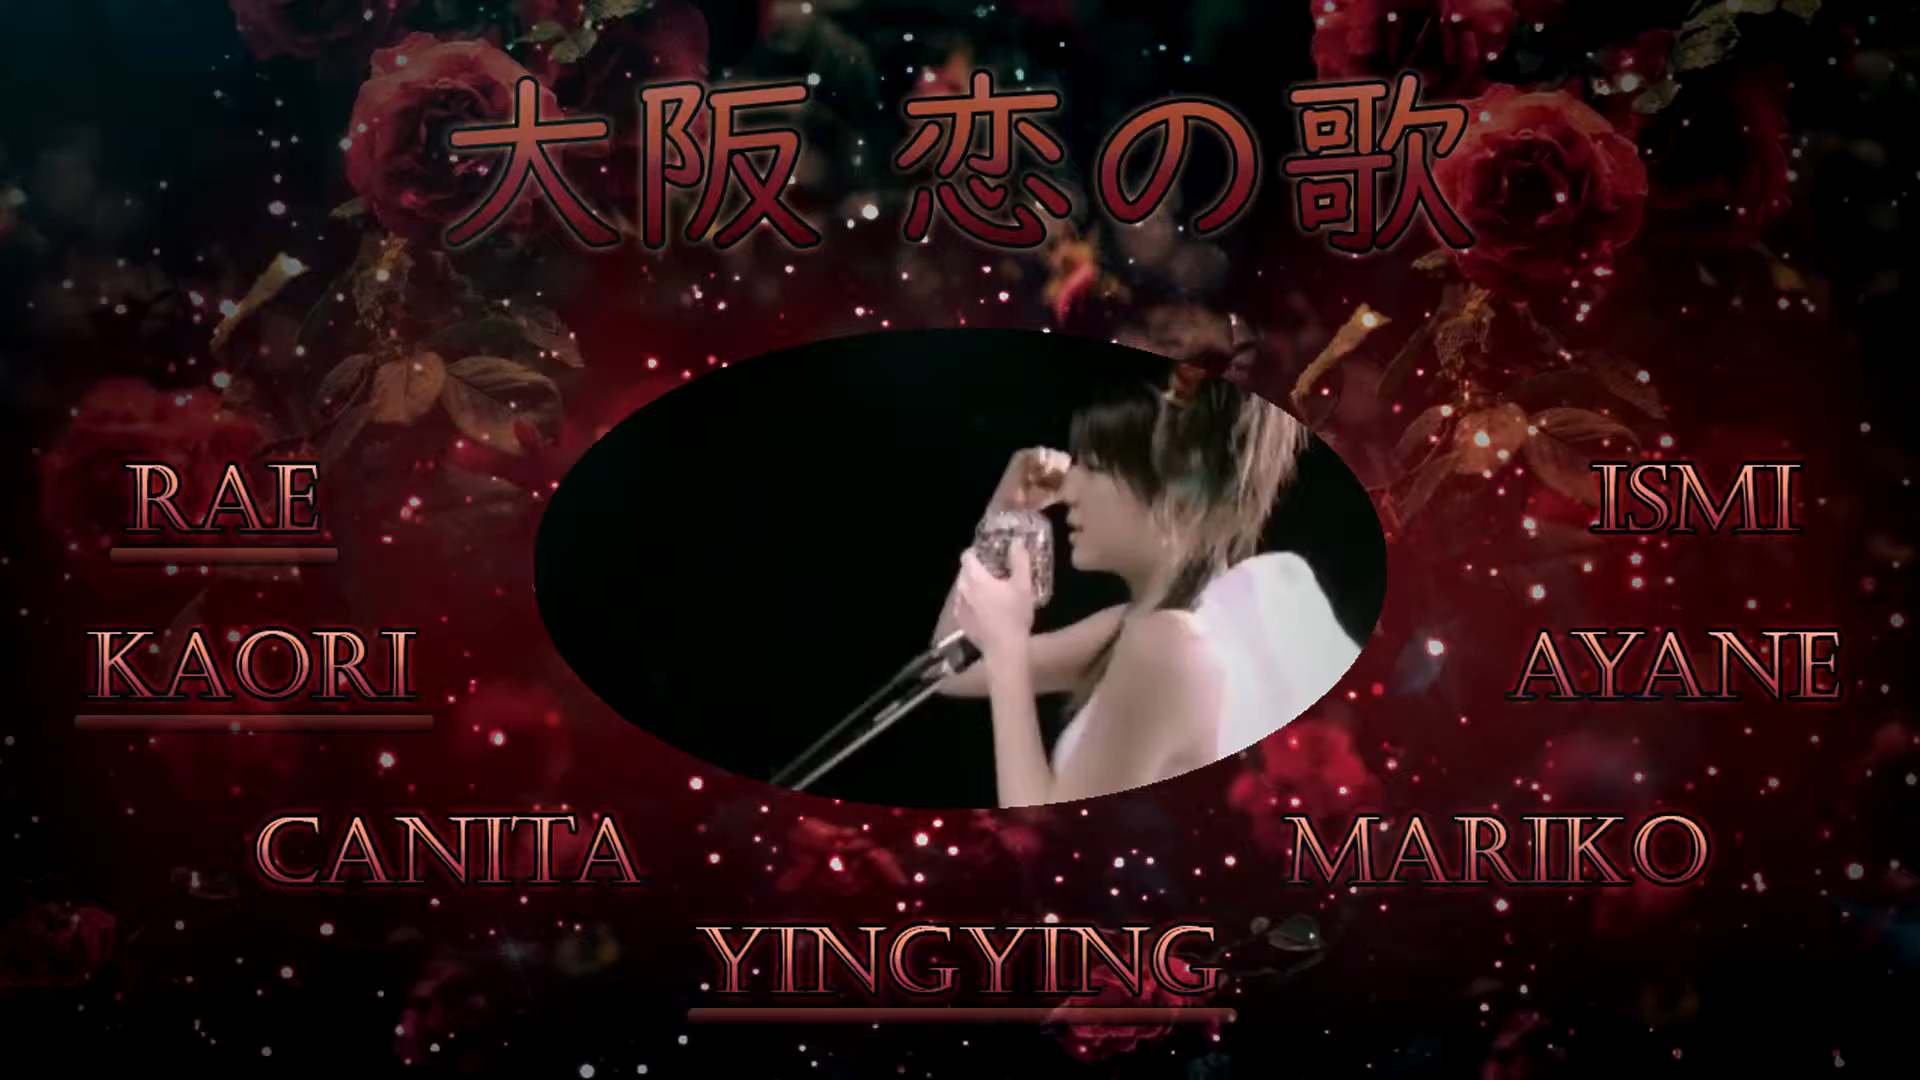 大阪 恋の歌
RAE
ISMI
KAORI
AYANE
CANITA
MARIKO
YINGYING